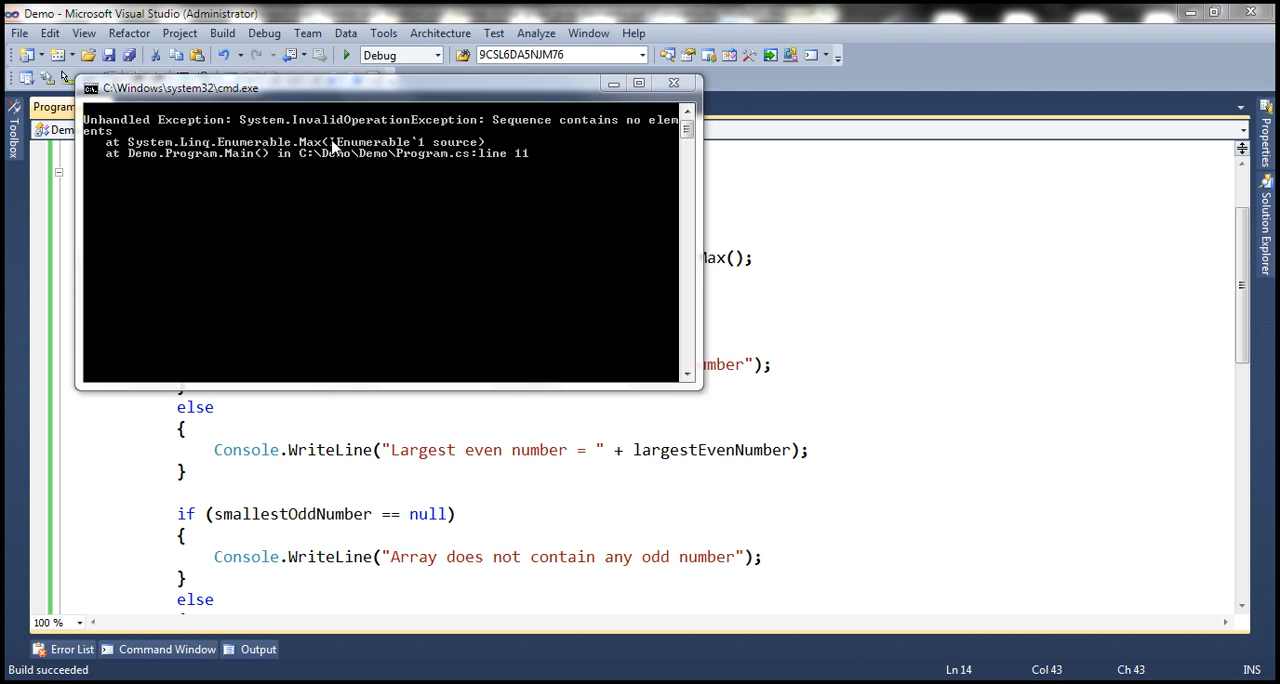 Demo - Microsoft Visual Studio (Administrator)
File Edit View Refactor Project Build Debug Team Data Tools Architecture Test Analyze Window Help
Debug 9CSL6DA5NJM76
C:\Windows\system32\cmd.exe
Program
Dem
Unhandled Exception: System.InvalidOperationException: Sequence contains no elem
ents
at System.Linq.Enumerable.Max(IEnumerable`1 source)
at Demo.Program.Main() in C:\Demo\Demo\Program.cs:line 11
Toolbox
Properties
Solution Explorer
Max();
umber");
}
else
{
Console.WriteLine("Largest even number = " + largestEvenNumber);
}
if (smallestOddNumber == null)
{
Console.WriteLine("Array does not contain any odd number");
}
else
100 %
Error List Command Window Output
Build succeeded Ln 14 Col 43 Ch 43 INS